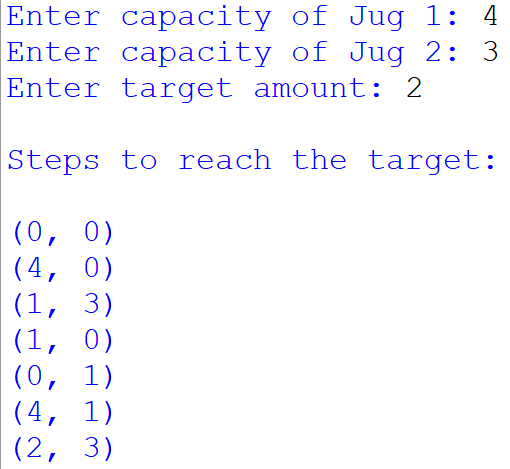 Enter capacity of Jug 1: 4
Enter capacity of Jug 2: 3
Enter target amount: 2
Steps to reach the target:
(0, 0)
(4, 0)
(1, 3)
(1, 0)
(0, 1)
(4, 1)
(2, 3)